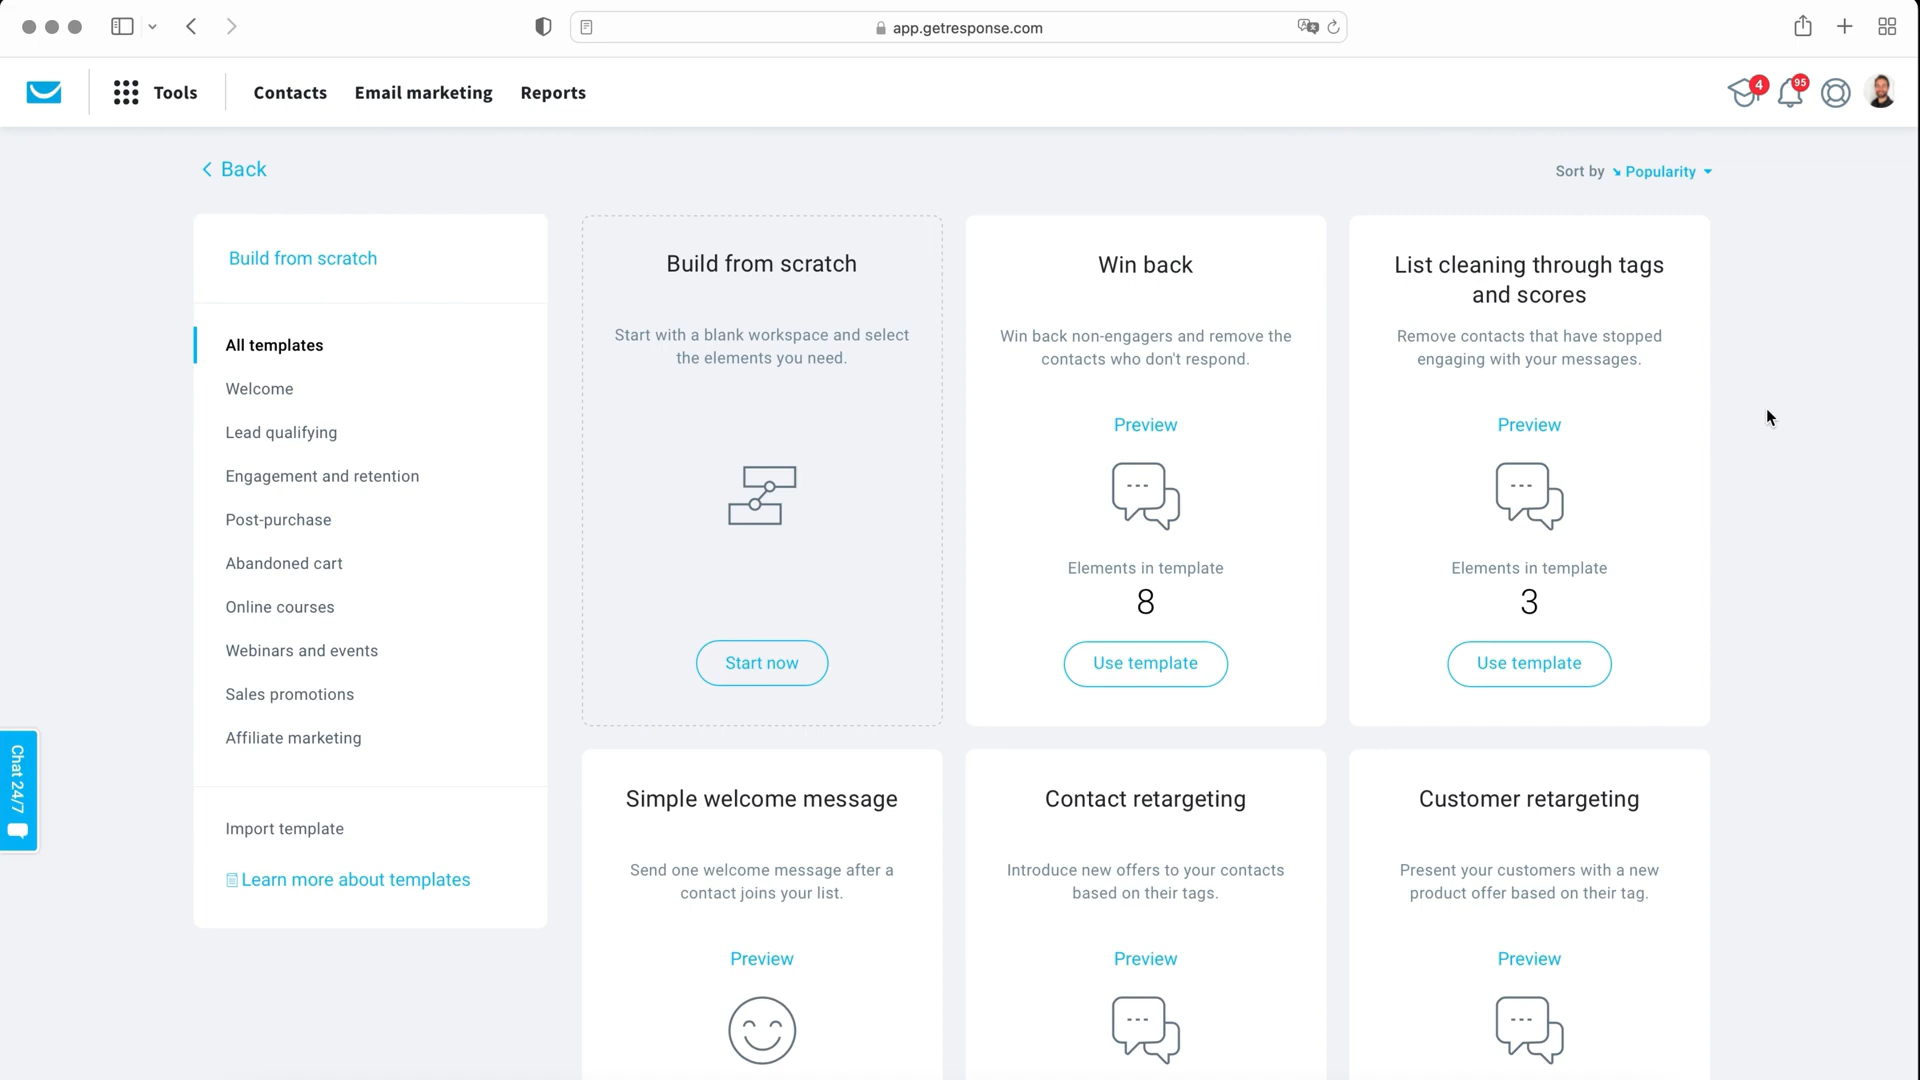 app.getresponse.com
Tools
Contacts
Email marketing
Reports
4
95
Back
Sort by
Popularity
Build from scratch
All templates
Welcome
Lead qualifying
Engagement and retention
Post-purchase
Abandoned cart
Online courses
Webinars and events
Sales promotions
Affiliate marketing
Import template
Learn more about templates
Chat 24/7
Build from scratch
Start with a blank workspace and select
the elements you need.
Start now
Win back
Win back non-engagers and remove the
contacts who don't respond.
Preview
Elements in template
8
Use template
List cleaning through tags
and scores
Remove contacts that have stopped
engaging with your messages.
Preview
Elements in template
3
Use template
Simple welcome message
Send one welcome message after a
contact joins your list.
Preview
Contact retargeting
Introduce new offers to your contacts
based on their tags.
Preview
Customer retargeting
Present your customers with a new
product offer based on their tag.
Preview